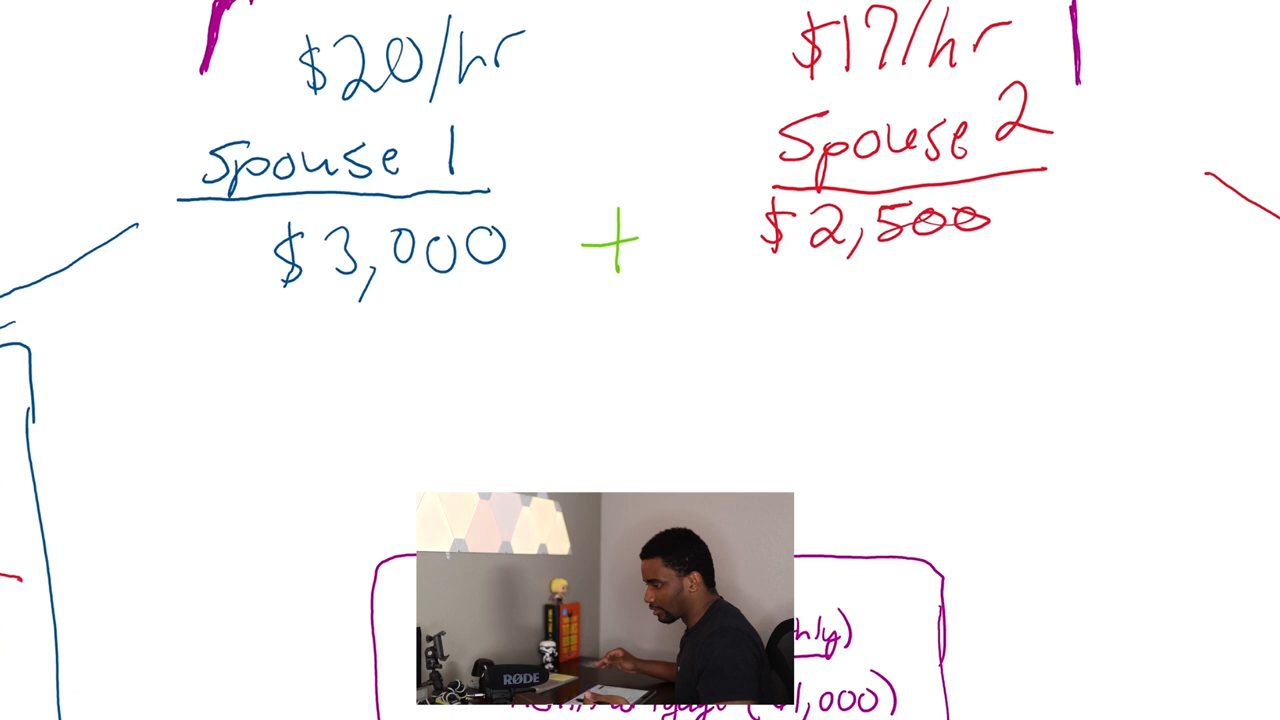 $20/hr
$17/hr
Spouse 1
Spouse 2
$3,000
+
$2,500
RØDE